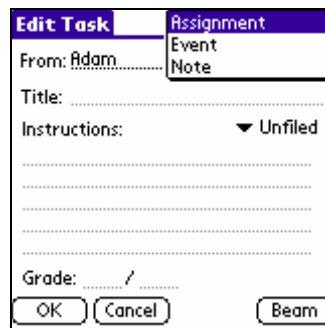 Edit Task
Assignment
Event
Note
From: Adam
Title:
Instructions:
Unfiled
Grade: /
OK Cancel Beam